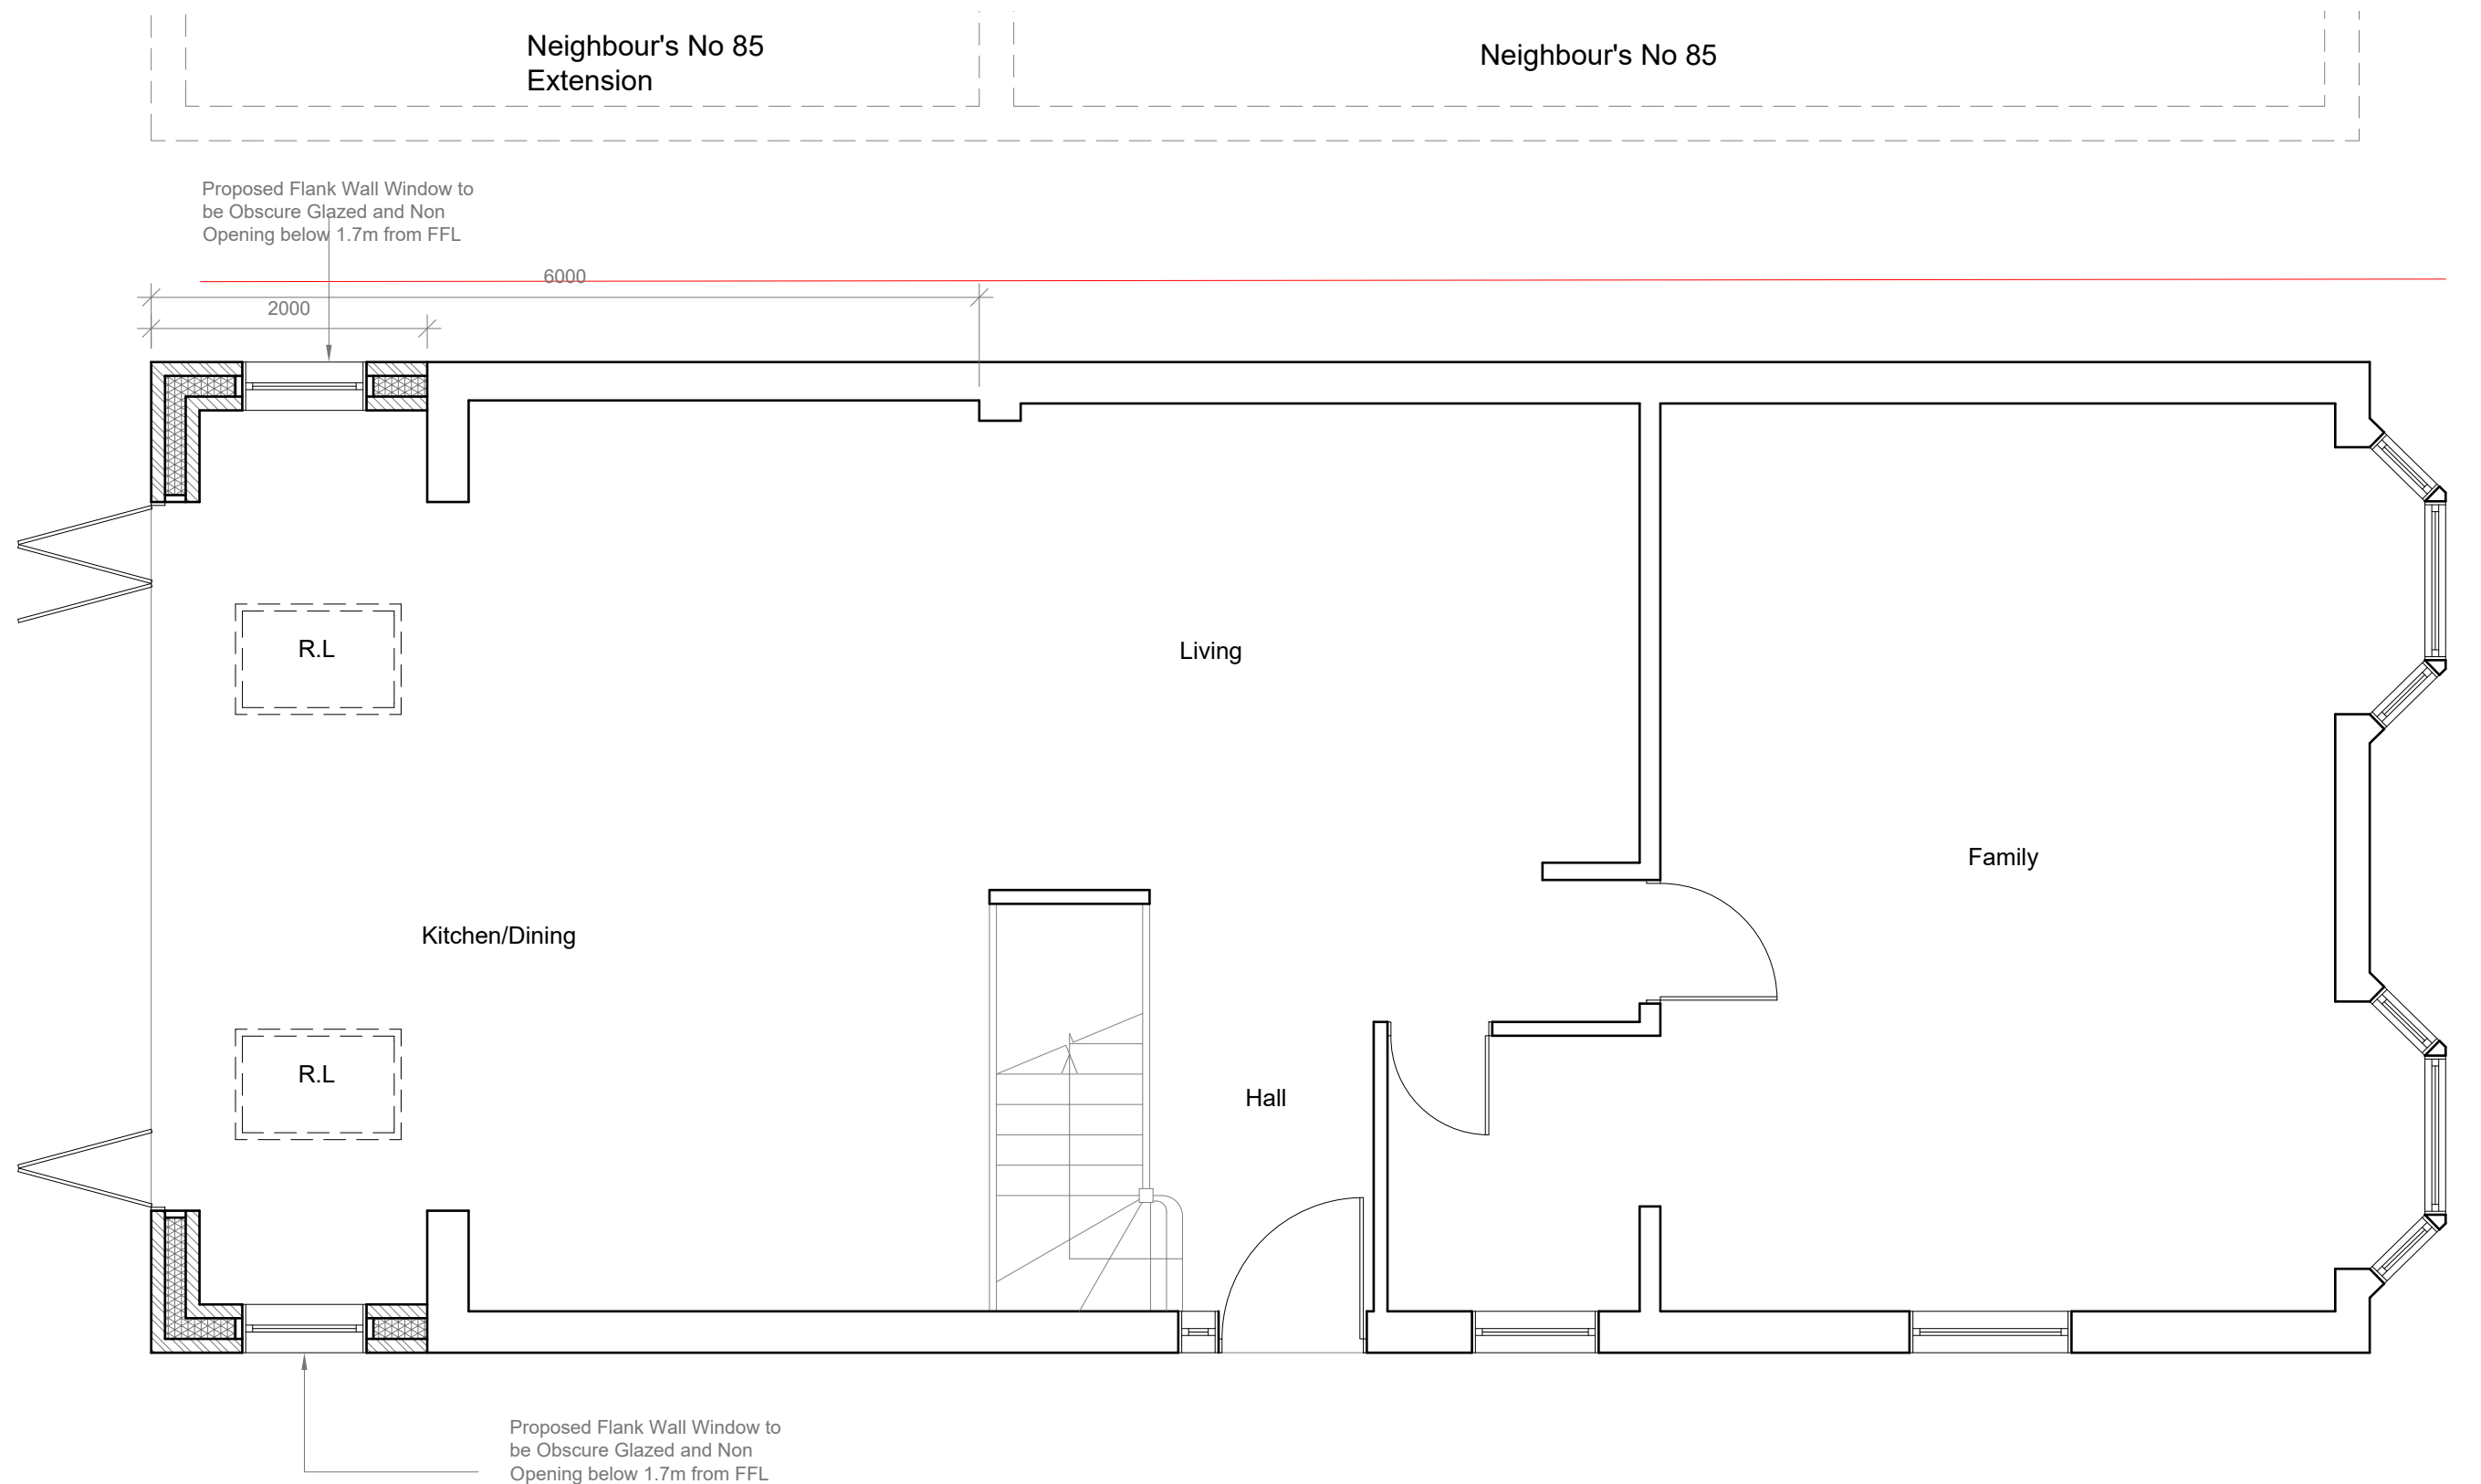 Neighbour's No 85
Extension
Neighbour's No 85
Proposed Flank Wall Window to
be Obscure Glazed and Non
Opening below 1.7m from FFL
6000
2000
R.L
Living
Family
Kitchen/Dining
R.L
Hall
Proposed Flank Wall Window to
be Obscure Glazed and Non
Opening below 1.7m from FFL